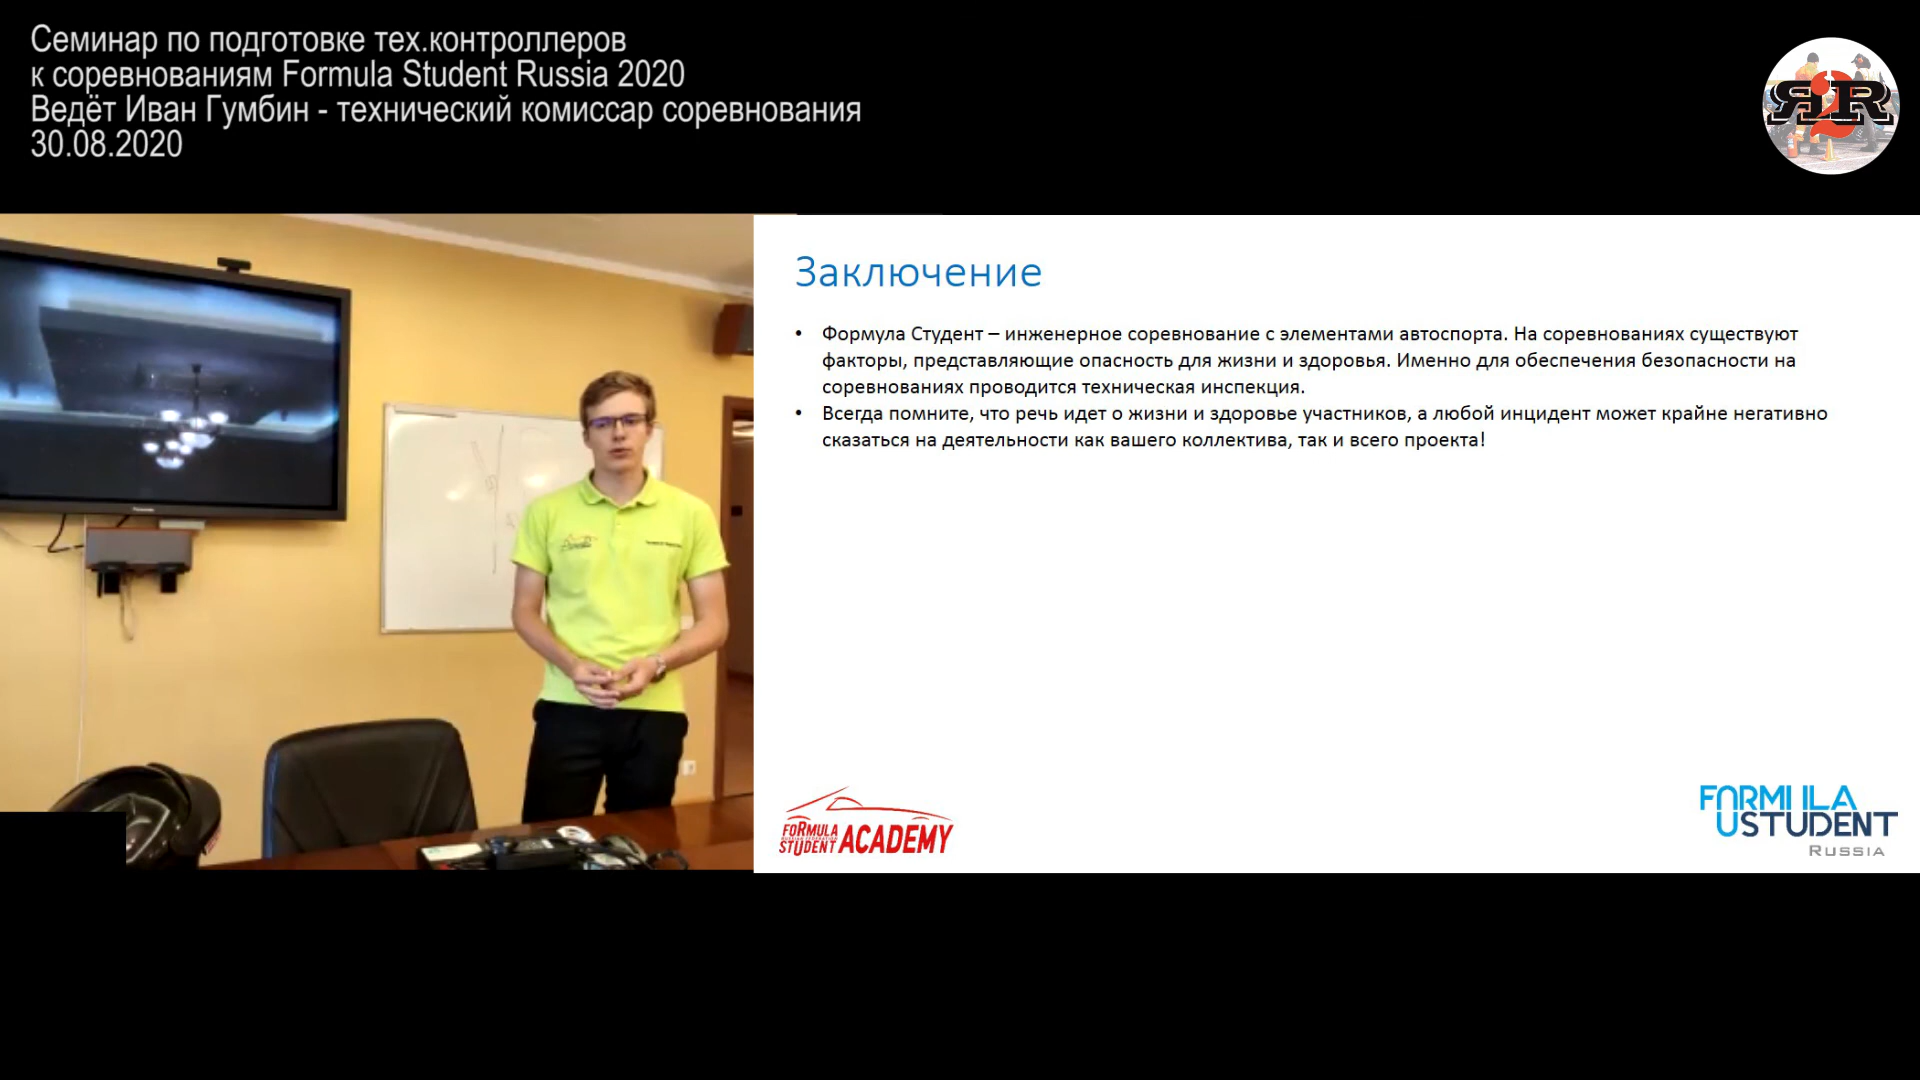 Семинар по подготовке тех.контроллеров
к соревнованиям Formula Student Russia 2020
Ведёт Иван Гумбин - технический комиссар соревнования
30.08.2020
Заключение
• Формула Студент – инженерное соревнование с элементами автоспорта. На соревнованиях существуют
факторы, представляющие опасность для жизни и здоровья. Именно для обеспечения безопасности на
соревнованиях проводится техническая инспекция.
• Всегда помните, что речь идет о жизни и здоровье участников, а любой инцидент может крайне негативно
сказаться на деятельности как вашего коллектива, так и всего проекта!
FORMULA
STUDENT ACADEMY
FORMULA
STUDENT
RUSSIA